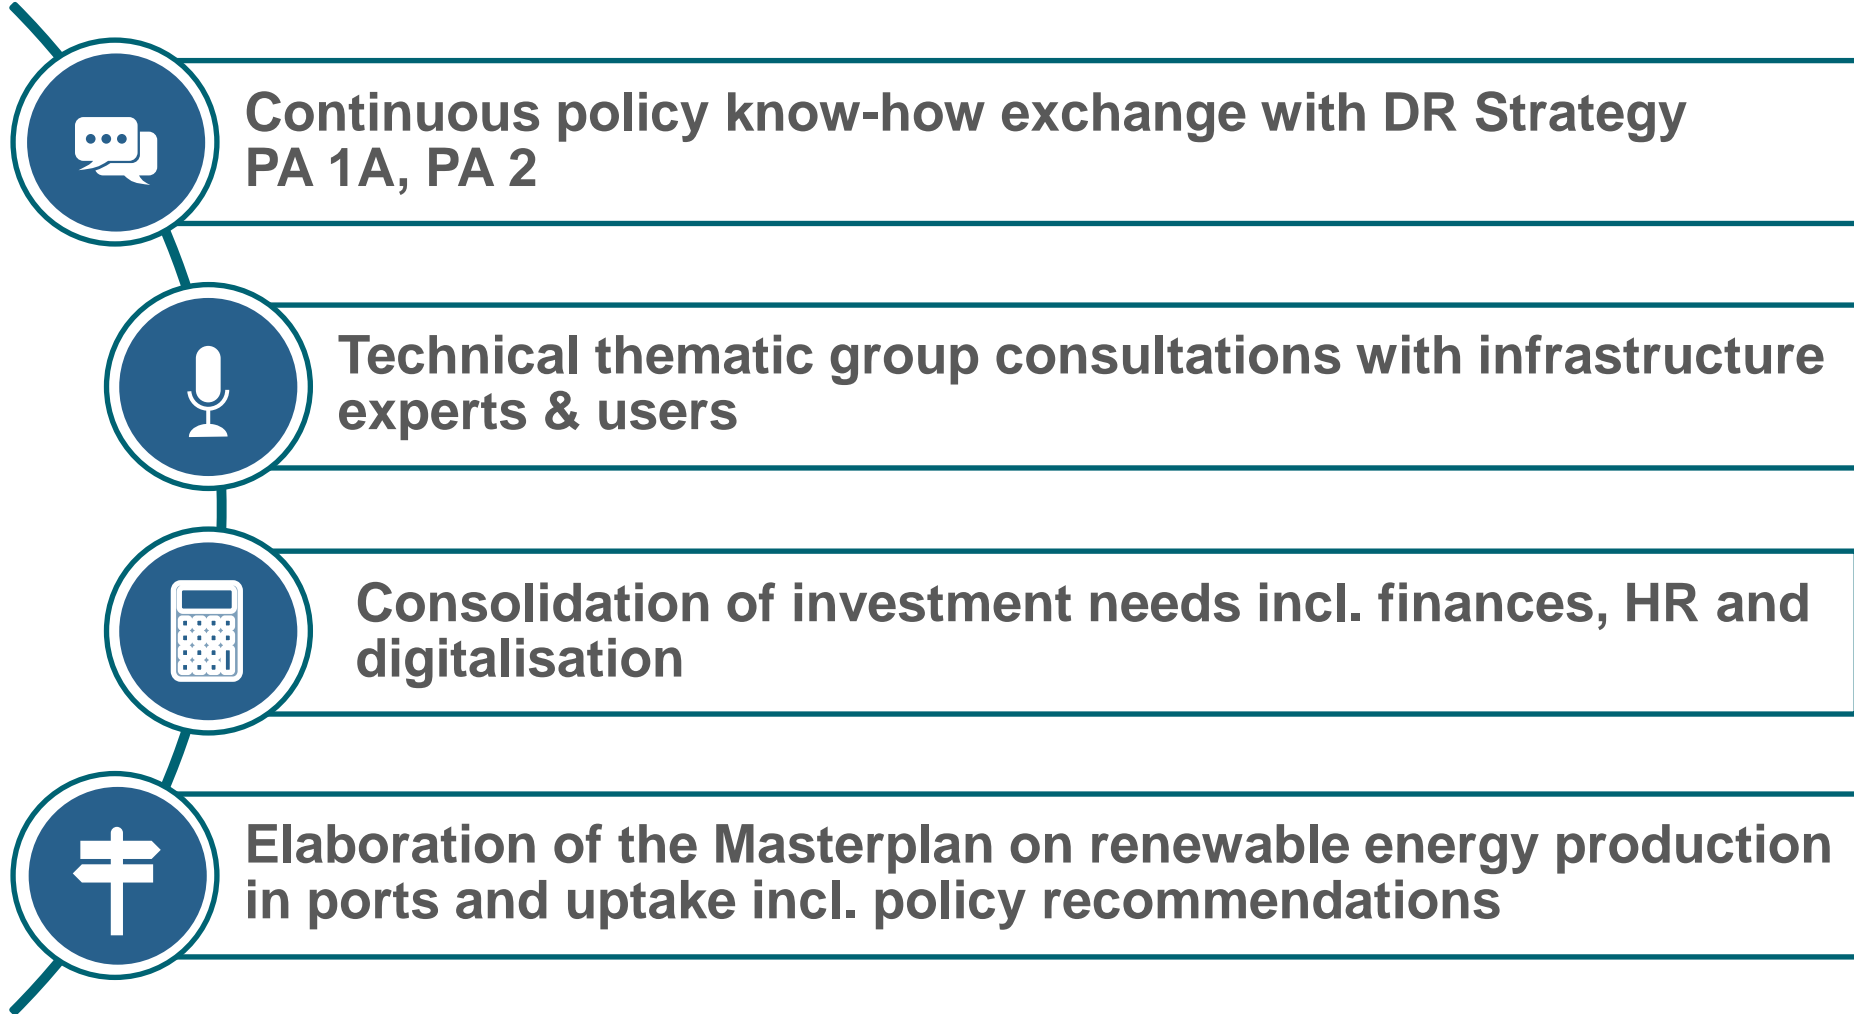 Continuous policy know-how exchange with DR Strategy
PA 1A, PA 2
Technical thematic group consultations with infrastructure
experts & users
Consolidation of investment needs incl. finances, HR and
digitalisation
Elaboration of the Masterplan on renewable energy production
in ports and uptake incl. policy recommendations